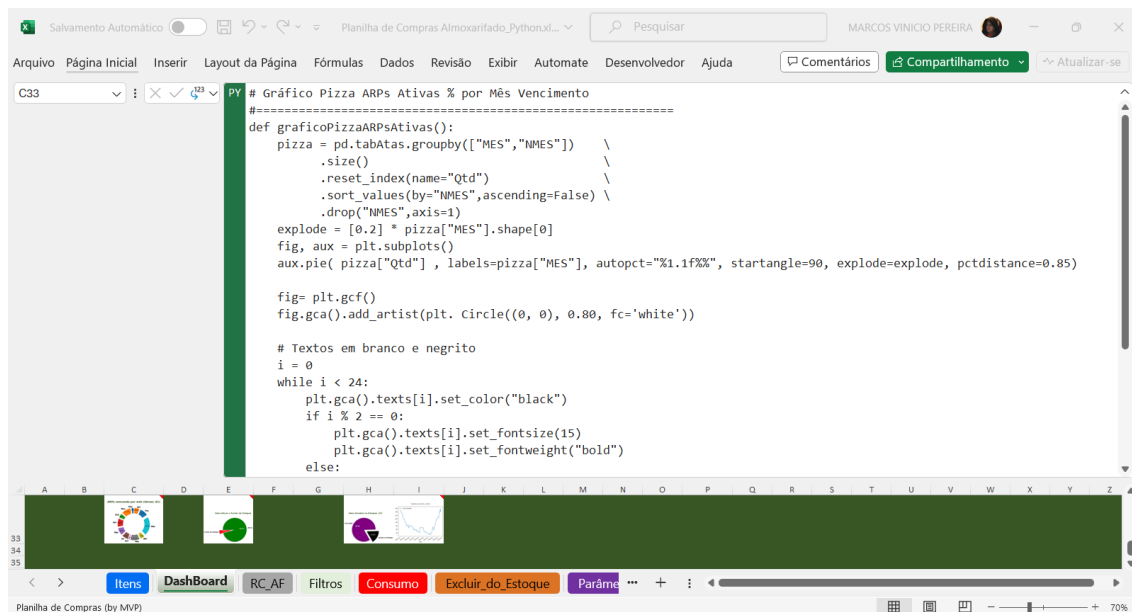 Salvamento Automático
Planilha de Compras Almoxarifado_Python.xl...
Pesquisar
MARCOS VINICIO PEREIRA
Arquivo Página Inicial Inserir Layout da Página Fórmulas Dados Revisão Exibir Automate Desenvolvedor Ajuda Comentários Compartilhamento Atualizar-se
C33
123
PY
# Gráfico Pizza ARPs Ativas % por Mês Vencimento
#==========================================================
def graficoPizzaARPsAtivas():
    pizza = pd.tabAtas.groupby(["MES","NMES"])    \
          .size()                                 \
          .reset_index(name="Qtd")                \
          .sort_values(by="NMES",ascending=False) \
          .drop("NMES",axis=1)
    explode = [0.2] * pizza["MES"].shape[0]
    fig, aux = plt.subplots()
    aux.pie( pizza["Qtd"] , labels=pizza["MES"], autopct="%1.1f%%", startangle=90, explode=explode, pctdistance=0.85)
    fig= plt.gcf()
    fig.gca().add_artist(plt. Circle((0, 0), 0.80, fc='white'))
    # Textos em branco e negrito
    i = 0
    while i < 24:
        plt.gca().texts[i].set_color("black")
        if i % 2 == 0:
            plt.gca().texts[i].set_fontsize(15)
            plt.gca().texts[i].set_fontweight("bold")
        else:
A B C D E F G H I J K L M N O P Q R S T U V W X Y Z
33
34
35
Itens DashBoard RC_AF Filtros Consumo Excluir_do_Estoque Parâme ...
Planilha de Compras (by MVP)
70%